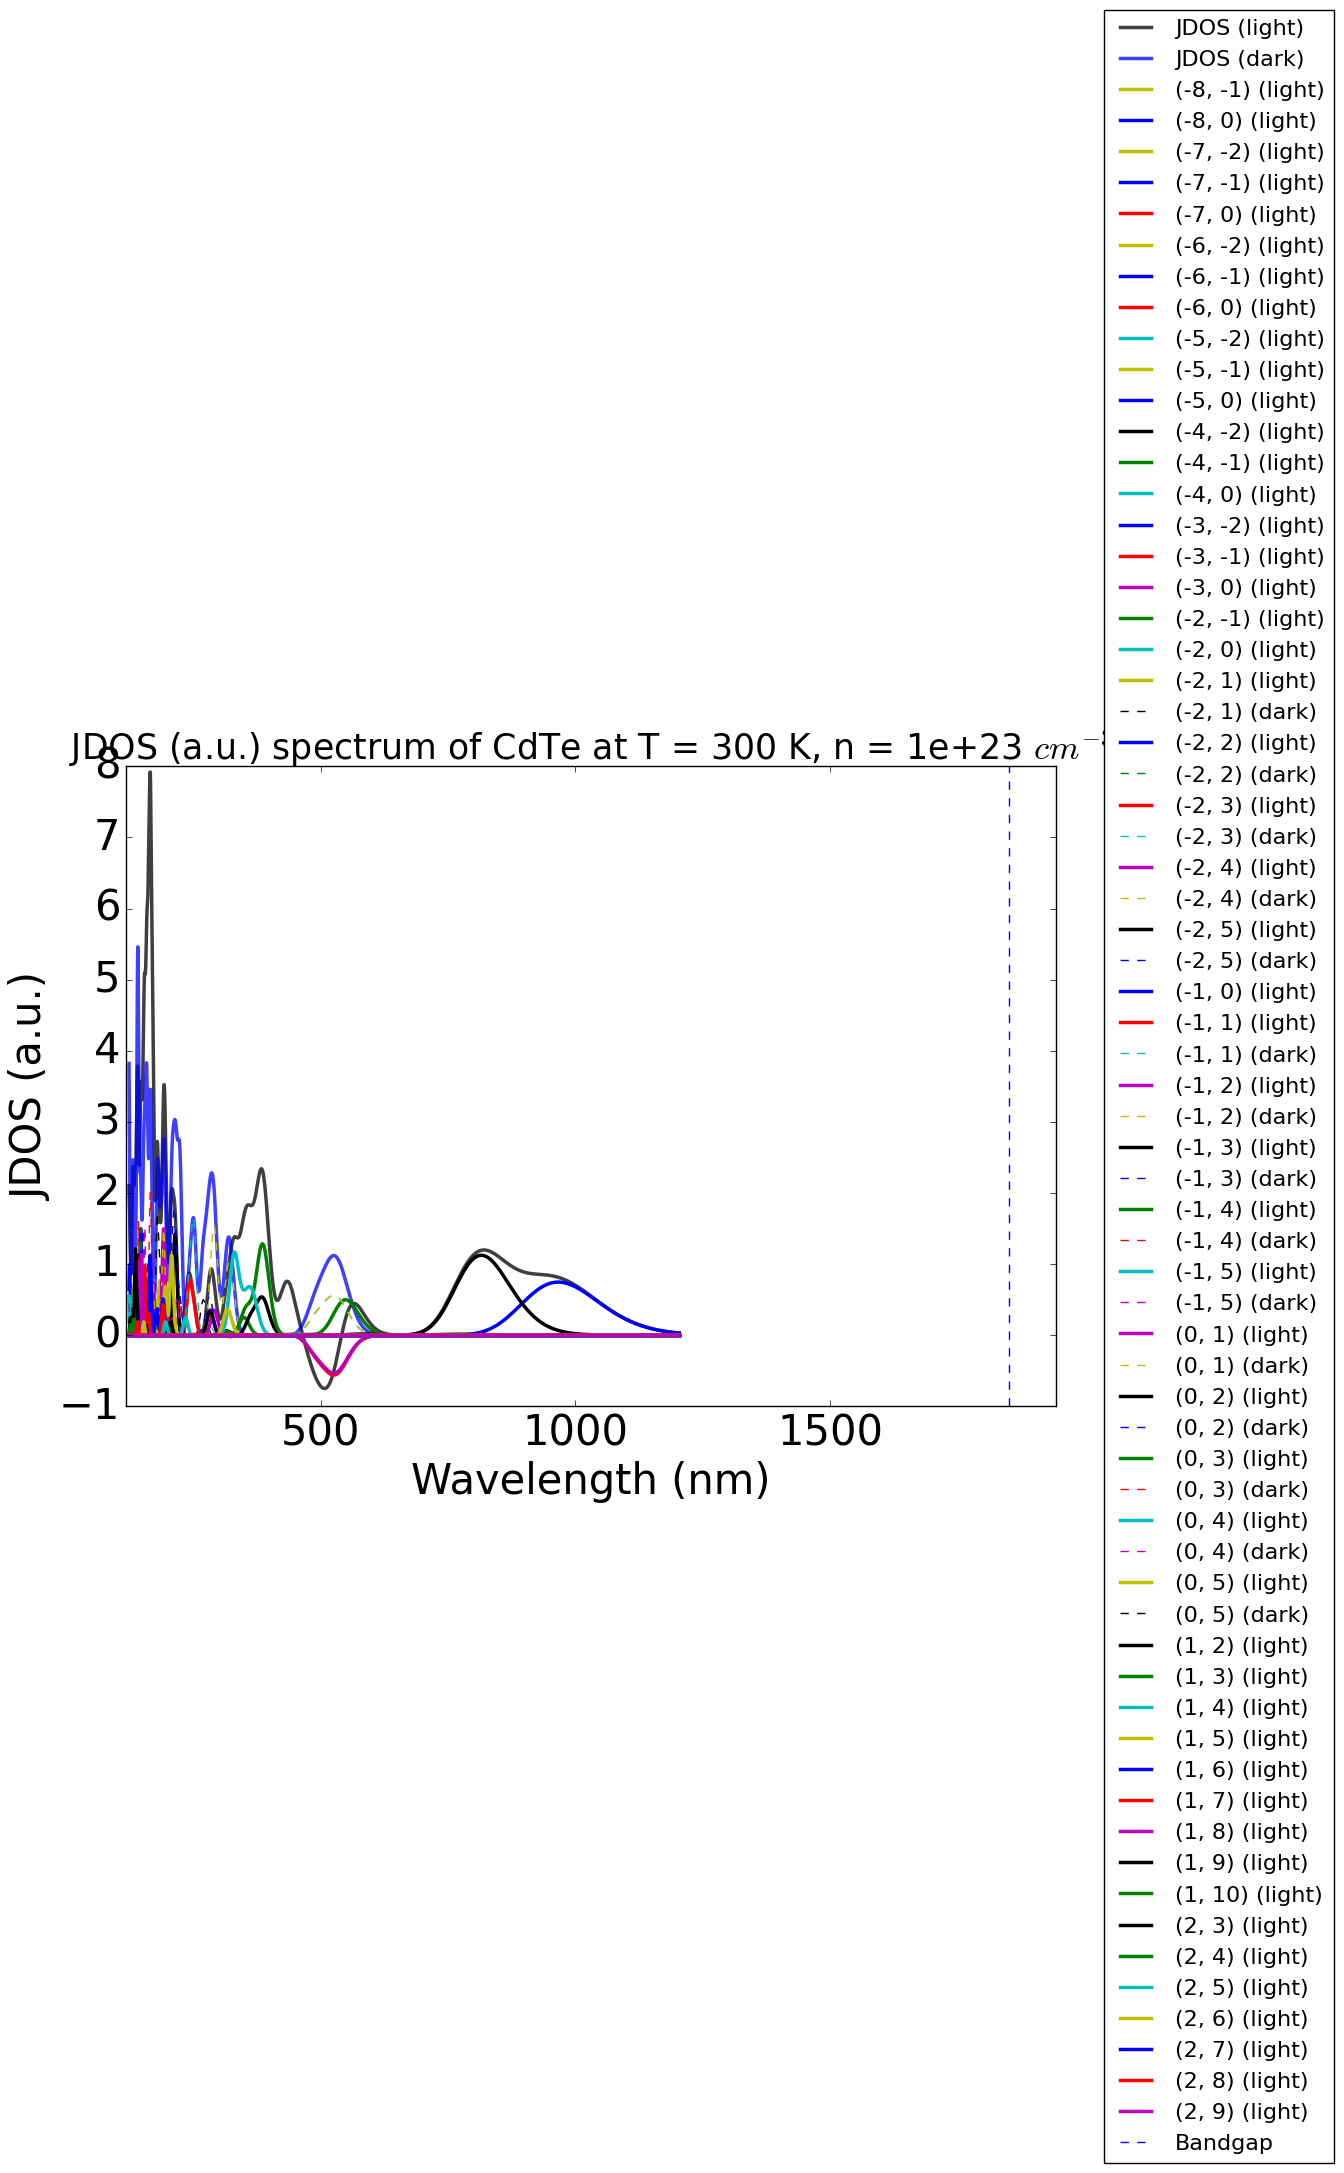 JDOS (light)
JDOS (dark)
(-8, -1) (light)
(-8, 0) (light)
(-7, -2) (light)
(-7, -1) (light)
(-7, 0) (light)
(-6, -2) (light)
(-6, -1) (light)
(-6, 0) (light)
(-5, -2) (light)
(-5, -1) (light)
(-5, 0) (light)
(-4, -2) (light)
(-4, -1) (light)
(-4, 0) (light)
(-3, -2) (light)
(-3, -1) (light)
(-3, 0) (light)
(-2, -1) (light)
(-2, 0) (light)
(-2, 1) (light)
(-2, 1) (dark)
(-2, 2) (light)
(-2, 2) (dark)
(-2, 3) (light)
(-2, 3) (dark)
(-2, 4) (light)
(-2, 4) (dark)
(-2, 5) (light)
(-2, 5) (dark)
(-1, 0) (light)
(-1, 1) (light)
(-1, 1) (dark)
(-1, 2) (light)
(-1, 2) (dark)
(-1, 3) (light)
(-1, 3) (dark)
(-1, 4) (light)
(-1, 4) (dark)
(-1, 5) (light)
(-1, 5) (dark)
(0, 1) (light)
(0, 1) (dark)
(0, 2) (light)
(0, 2) (dark)
(0, 3) (light)
(0, 3) (dark)
(0, 4) (light)
(0, 4) (dark)
(0, 5) (light)
(0, 5) (dark)
(1, 2) (light)
(1, 3) (light)
(1, 4) (light)
(1, 5) (light)
(1, 6) (light)
(1, 7) (light)
(1, 8) (light)
(1, 9) (light)
(1, 10) (light)
(2, 3) (light)
(2, 4) (light)
(2, 5) (light)
(2, 6) (light)
(2, 7) (light)
(2, 8) (light)
(2, 9) (light)
Bandgap
JDOS (a.u.) spectrum of CdTe at T = 300 K, n = 1e+23 cm⁻
8
7
6
5
4
3
2
1
0
−1
JDOS (a.u.)
500
1000
1500
Wavelength (nm)